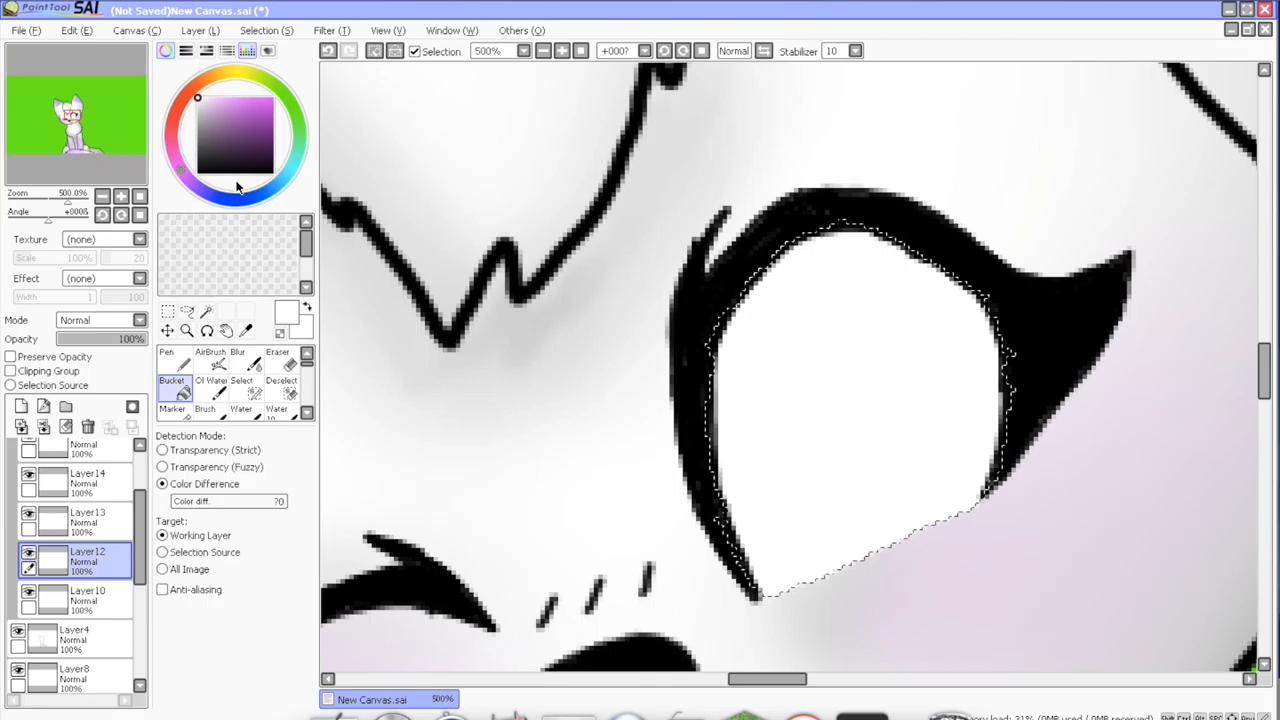 PaintTool SAI (Not Saved)New Canvas.sai (*)
File (F) Edit (E) Canvas (C) Layer (L) Selection (S) Filter (T) View (V) Window (W) Others (O)
Selection 500% +000? Normal Stabilizer 10
Zoom 500.0%
Angle +000ß
Texture (none)
Scale 100% 20
Effect (none)
Width 1 100
Mode Normal
Opacity 100%
Preserve Opacity
Clipping Group
Selection Source
Normal
100%
Layer14
Normal
100%
Layer13
Normal
100%
Layer12
Normal
100%
Layer10
Normal
100%
Layer4
Normal
100%
Layer8
Normal
100%
Pen AirBrush Blur Eraser
Bucket Ol Water Select Deselect
Marker Brush Water Water
10
Detection Mode:
Transparency (Strict)
Transparency (Fuzzy)
Color Difference
Color diff. ?0
Target:
Working Layer
Selection Source
All Image
Anti-aliasing
New Canvas.sai 500%